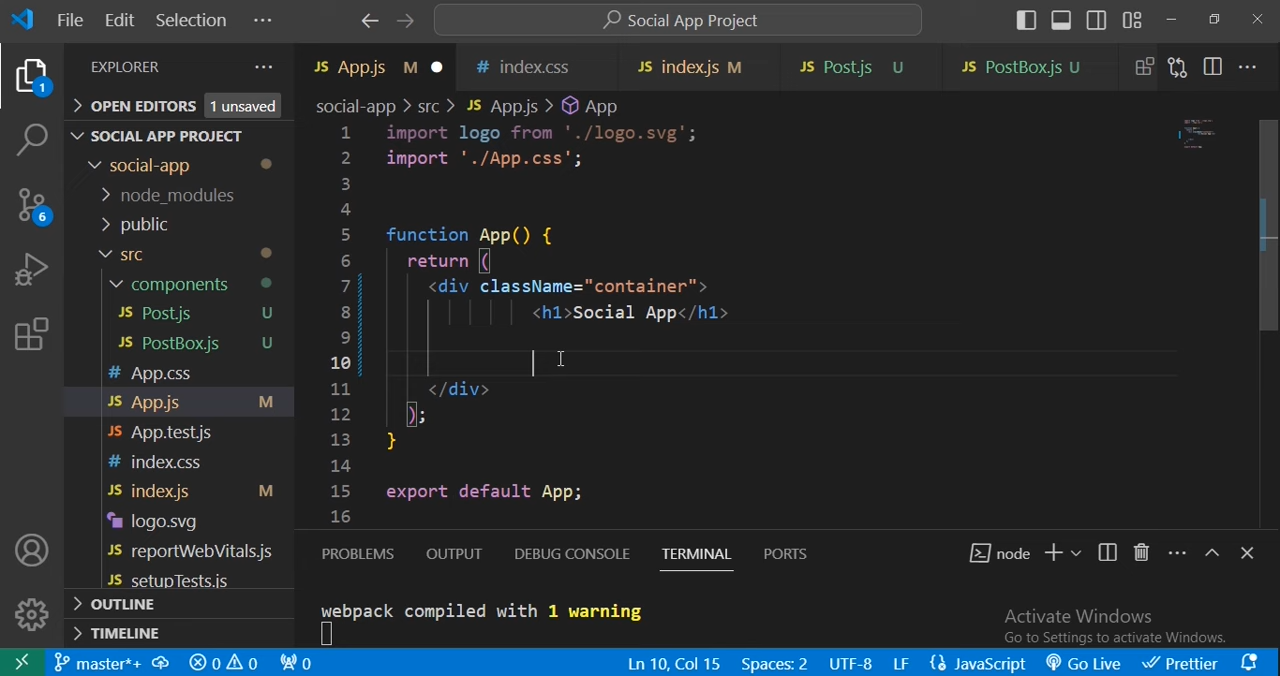 File Edit Selection ···
Social App Project
EXPLORER ···
JS App.js M
# index.css
JS index.js M
JS Post.js U
JS PostBox.js U
···
OPEN EDITORS 1 unsaved
social-app > src > JS App.js > App
SOCIAL APP PROJECT
social-app
node_modules
public
src
components
JS Post.js U
JS PostBox.js U
# App.css
JS App.js M
JS App.test.js
# index.css
JS index.js M
logo.svg
JS reportWebVitals.js
JS setupTests.js
OUTLINE
TIMELINE
1
6
1 import logo from './logo.svg';
2 import './App.css';
3
4
5 function App() {
6 return (
7 <div className="container">
8 <h1>Social App</h1>
9
10
11 </div>
12 );
13 }
14
15 export default App;
16
PROBLEMS OUTPUT DEBUG CONSOLE TERMINAL PORTS
node ···
webpack compiled with 1 warning
Activate Windows
Go to Settings to activate Windows.
master*+ 0 0 0 Ln 10, Col 15 Spaces: 2 UTF-8 LF {} JavaScript Go Live Prettier